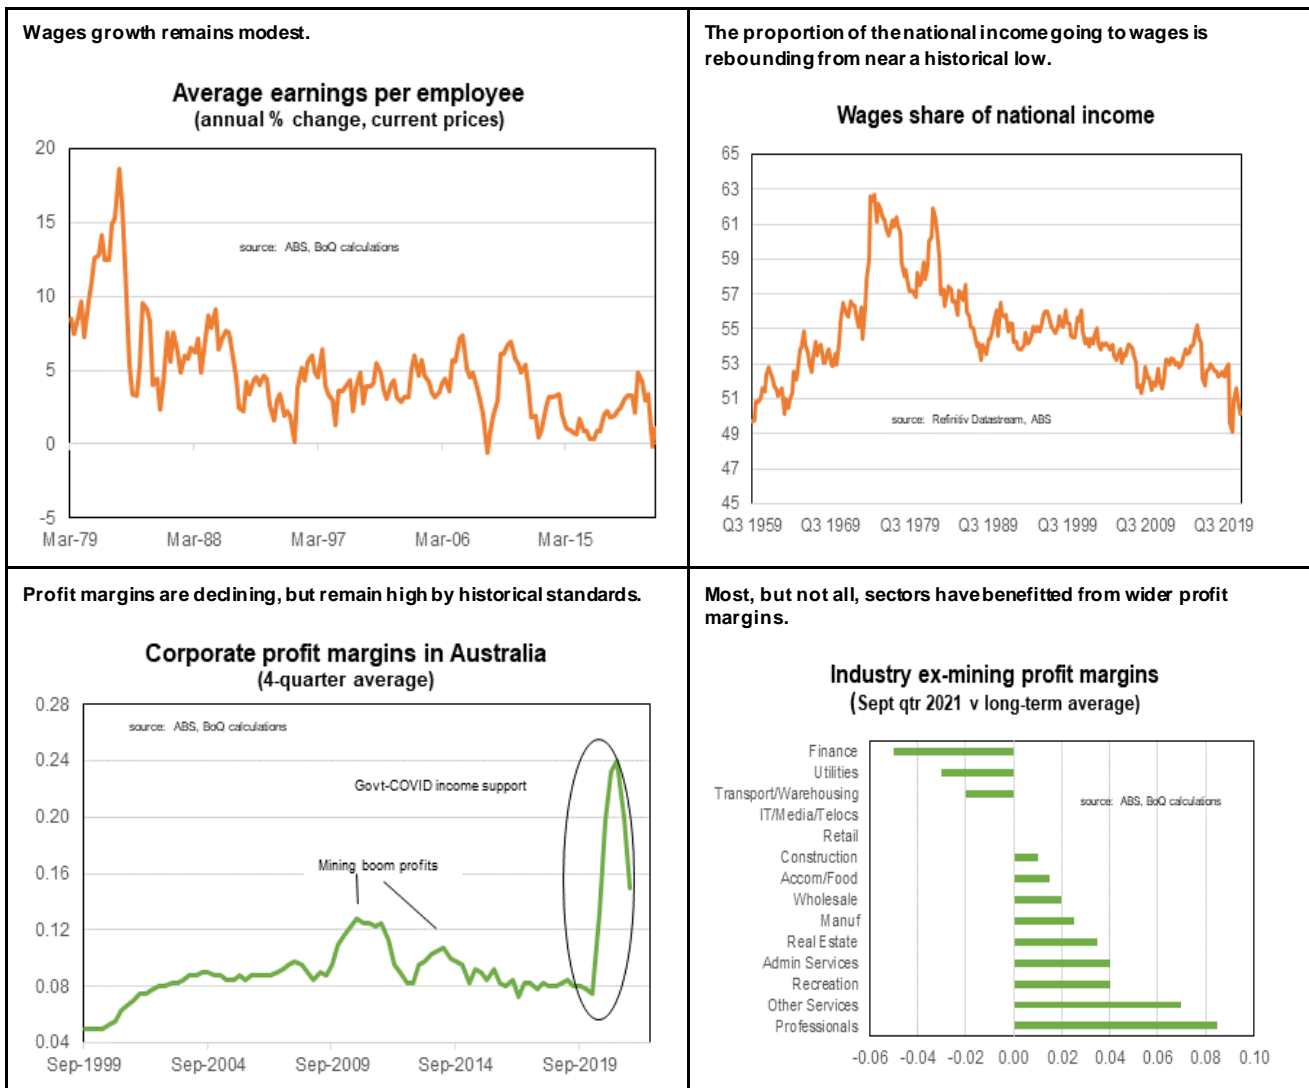 Wages growth remains modest.
Average earnings per employee
(annual % change, current prices)
20
15
10
5
0
-5
source: ABS, BoQ calculations
Mar-79 Mar-88 Mar-97 Mar-06 Mar-15
The proportion of the national income going to wages is
rebounding from near a historical low.
Wages share of national income
65
63
61
59
57
55
53
51
49
47
45
source: Refinitiv Datastream, ABS
Q3 1959 Q3 1969 Q3 1979 Q3 1989 Q3 1999 Q3 2009 Q3 2019
Profit margins are declining, but remain high by historical standards.
Corporate profit margins in Australia
(4-quarter average)
0.28
0.24
0.20
0.16
0.12
0.08
0.04
source: ABS, BoQ calculations
Govt-COVID income support
Mining boom profits
Sep-1999 Sep-2004 Sep-2009 Sep-2014 Sep-2019
Most, but not all, sectors have benefitted from wider profit
margins.
Industry ex-mining profit margins
(Sept qtr 2021 v long-term average)
Finance
Utilities
Transport/Warehousing
IT/Media/Telocs
Retail
Construction
Accom/Food
Wholesale
Manuf
Real Estate
Admin Services
Recreation
Other Services
Professionals
source: ABS, BoQ calculations
-0.06 -0.04 -0.02 0.00 0.02 0.04 0.06 0.08 0.10